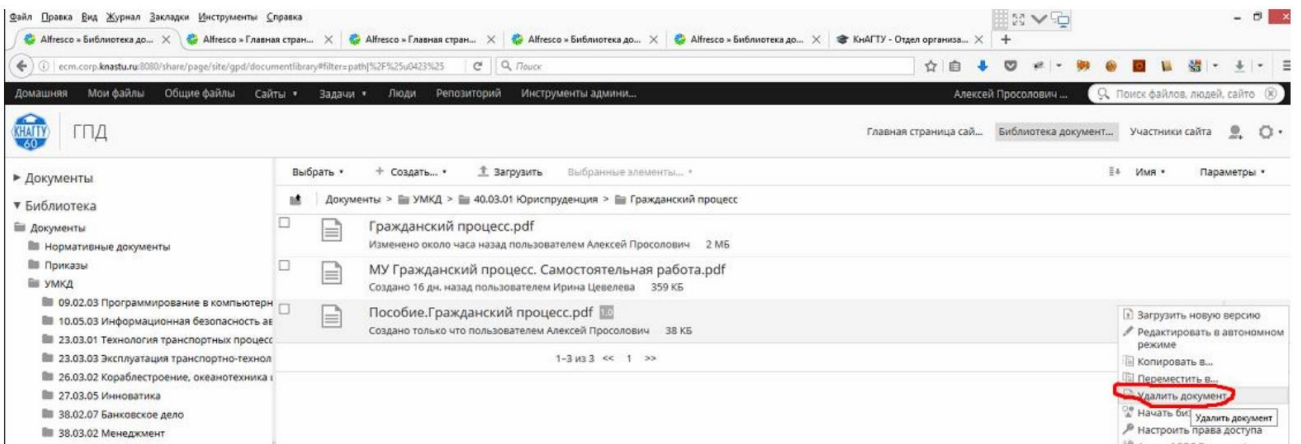 Файл Правка Вид Журнал Закладки Инструменты Справка
Alfresco » Библиотека до... × Alfresco » Главная стран... × Alfresco » Главная стран... × Alfresco » Библиотека до... × Alfresco » Библиотека до... × КнАГТУ - Отдел организа... × +
ecm.corp.knastu.ru:8080/share/page/site/gpd/documentlibrary#filter=path|%2F%25u0423%25 Поиск
Домашняя Мои файлы Общие файлы Сайты Задачи Люди Репозиторий Инструменты админи... Алексей Просолович ... Поиск файлов, людей, сайто
КНАГТУ 60 ГПД Главная страница сай... Библиотека документ... Участники сайта
Документы
Выбрать + Создать... Загрузить Выбранные элементы... Имя Параметры
Библиотека
Документы > УМКД > 40.03.01 Юриспруденция > Гражданский процесс
Документы
Нормативные документы
Приказы
УМКД
09.02.03 Программирование в компьютерн
10.05.03 Информационная безопасность ав
23.03.01 Технология транспортных процесс
23.03.03 Эксплуатация транспортно-технол
26.03.02 Кораблестроение, океанотехника и
27.03.05 Инноватика
38.02.07 Банковское дело
38.03.02 Менеджмент
Гражданский процесс.pdf
Изменено около часа назад пользователем Алексей Просолович 2 МБ
МУ Гражданский процесс. Самостоятельная работа.pdf
Создано 16 дн. назад пользователем Ирина Цевелева 359 КБ
Пособие.Гражданский процесс.pdf 1.0
Создано только что пользователем Алексей Просолович 38 КБ
1-3 из 3 << 1 >>
Загрузить новую версию
Редактировать в автономном
режиме
Копировать в...
Переместить в...
Удалить документ
Начать би
Удалить документ
Настроить права доступа